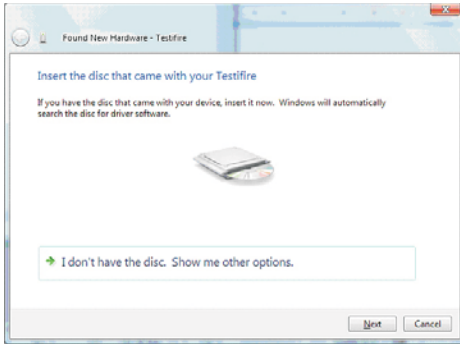 Found New Hardware - Testifire
Insert the disc that came with your Testifire
If you have the disc that came with your device, insert it now. Windows will automatically
search the disc for driver software.
I don't have the disc. Show me other options.
Next
Cancel